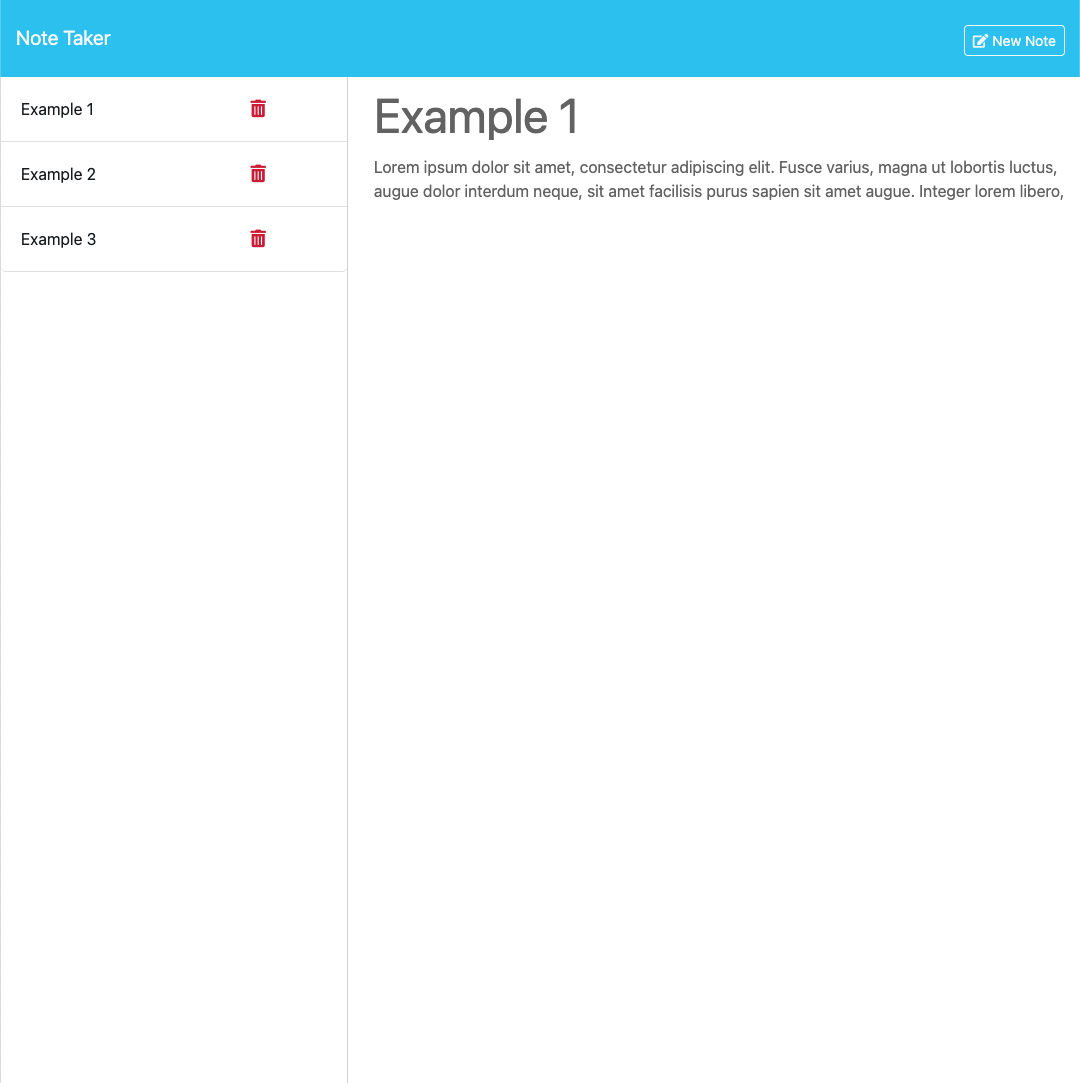 Note Taker
New Note
Example 1
Example 2
Example 3
Example 1
Lorem ipsum dolor sit amet, consectetur adipiscing elit. Fusce varius, magna ut lobortis luctus,
augue dolor interdum neque, sit amet facilisis purus sapien sit amet augue. Integer lorem libero,